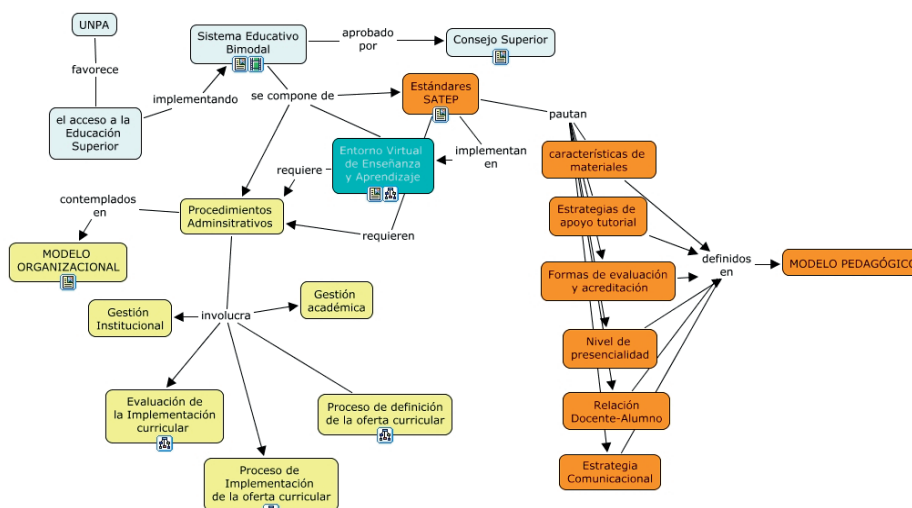 UNPA
favorece
el acceso a la
Educación
Superior
implementando
Sistema Educativo
Bimodal
aprobado
por
Consejo Superior
se compone de
Estándares
SATEP
pautan
implementan
en
Entorno Virtual
de Enseñanza
y Aprendizaje
requiere
requieren
Procedimientos
Adminsitrativos
contemplados
en
MODELO
ORGANIZACIONAL
involucra
Gestión
Institucional
Gestión
académica
Evaluación de
la Implementación
curricular
Proceso de
Implementación
de la oferta curricular
Proceso de definición
de la oferta curricular
características de
materiales
Estrategias de
apoyo tutorial
Formas de evaluación
y acreditación
Nivel de
presencialidad
Relación
Docente-Alumno
Estrategia
Comunicacional
definidos
en
MODELO PEDAGÓGICO